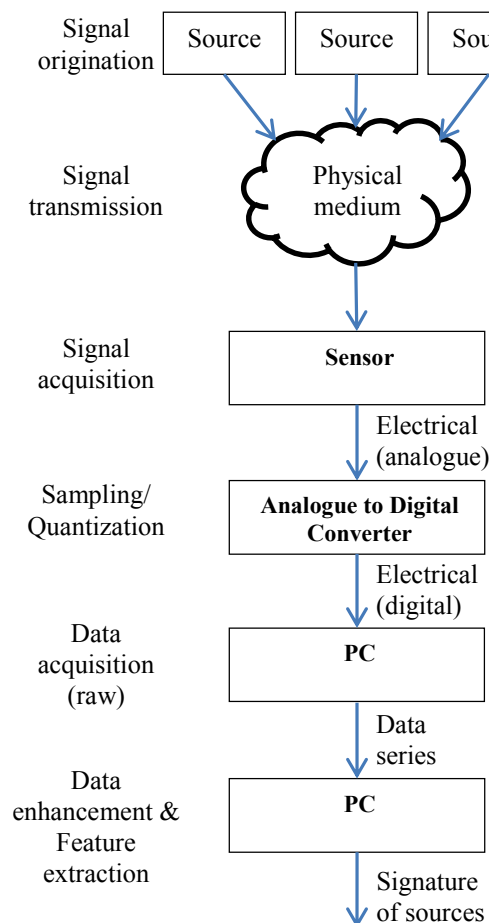 Signal
origination
Source
Source
Sou
Signal
transmission
Physical
medium
Signal
acquisition
Sensor
Electrical
(analogue)
Sampling/
Quantization
Analogue to Digital
Converter
Electrical
(digital)
Data
acquisition
(raw)
PC
Data
series
Data
enhancement &
Feature
extraction
PC
Signature
of sources